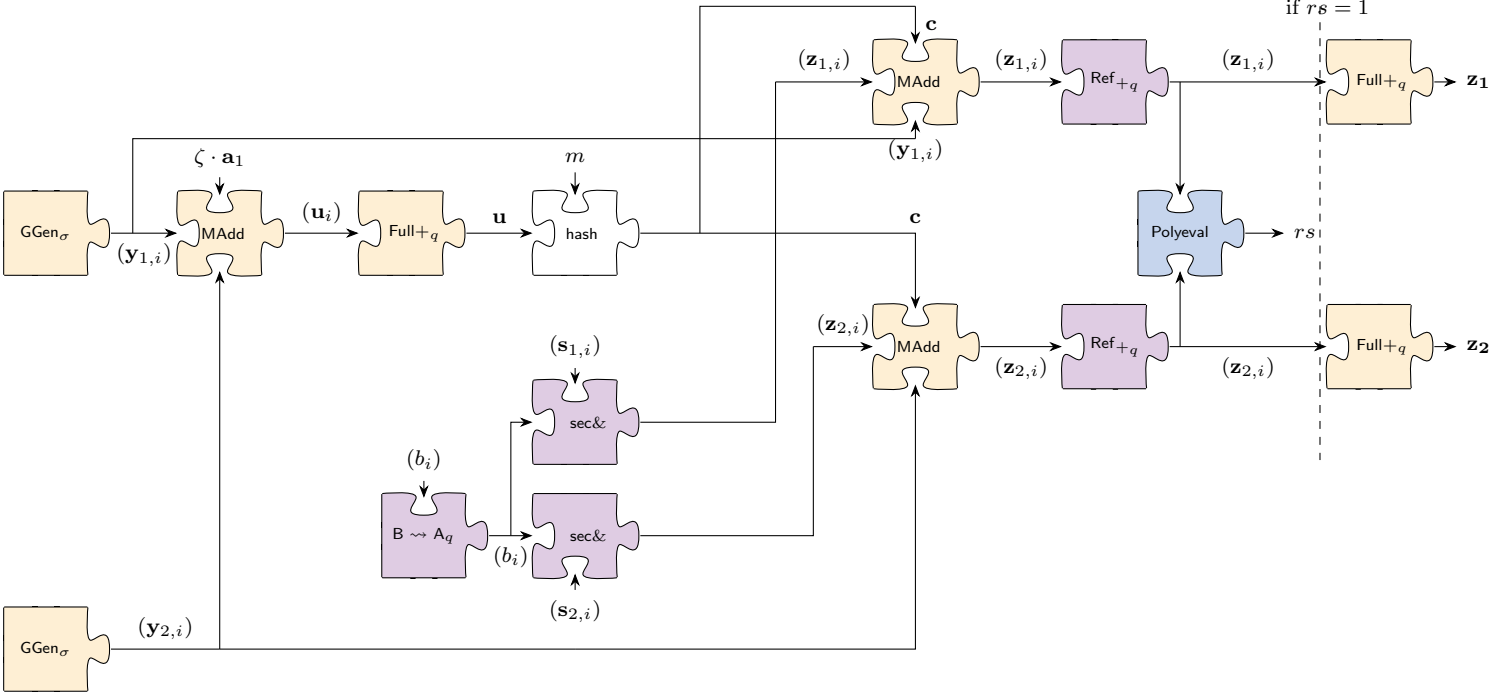 if rs = 1
c
(z₁,ᵢ) MAdd (z₁,ᵢ) Ref₊q (z₁,ᵢ) Full+q z₁
(y₁,ᵢ)
ζ · a₁
m
GGenσ (y₁,ᵢ) MAdd (uᵢ) Full+q u hash c Polyeval rs
(z₂,ᵢ) MAdd (z₂,ᵢ) Ref₊q (z₂,ᵢ) Full+q z₂
(s₁,ᵢ)
sec&
(bᵢ)
B ⇝ Aq (bᵢ) sec&
(s₂,ᵢ)
GGenσ (y₂,ᵢ)